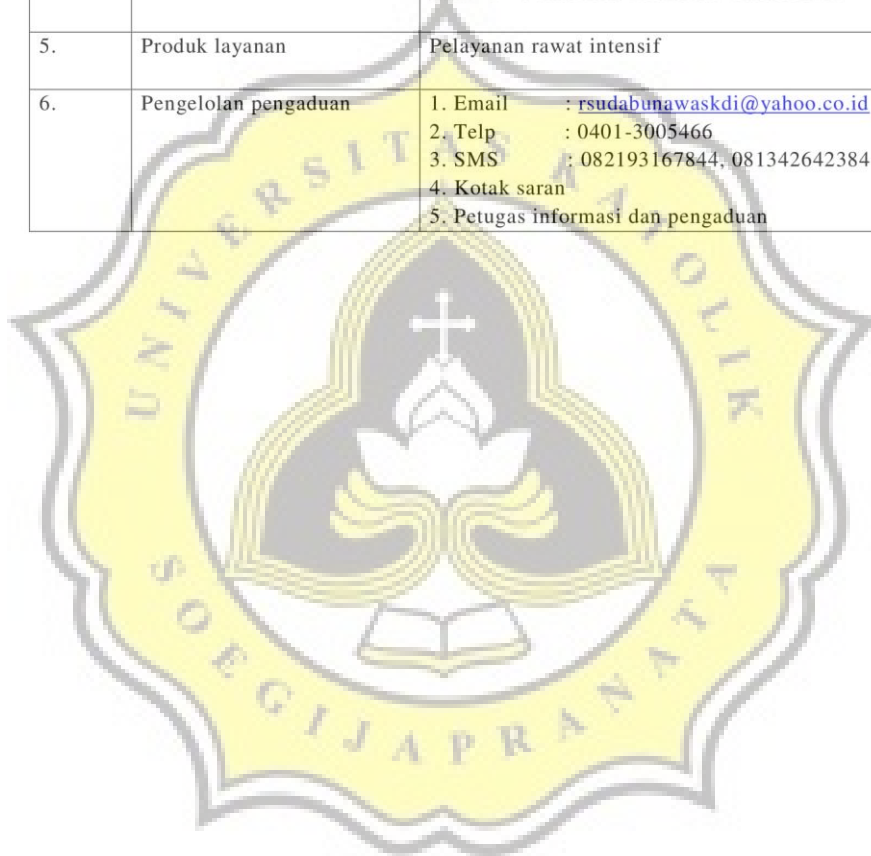 5. Produk layanan Pelayanan rawat intensif
6. Pengelolan pengaduan 1. Email : rsudabunawaskdi@yahoo.co.id
2. Telp : 0401-3005466
3. SMS : 082193167844, 081342642384
4. Kotak saran
5. Petugas informasi dan pengaduan
UNIVERSITAS KATOLIK
SOEGIJAPRANATA